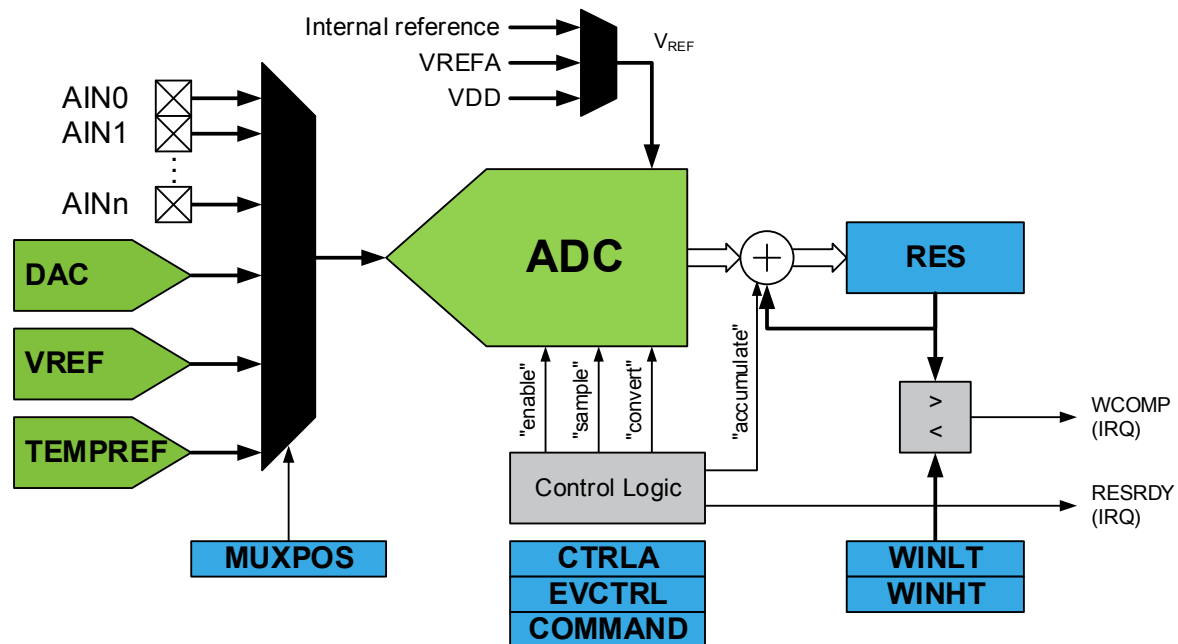 Internal reference
VREFA
VDD
VREF
AIN0
AIN1
AINn
DAC
VREF
TEMPREF
ADC
+
RES
"enable"
"sample"
"convert"
"accumulate"
>
<
WCOMP
(IRQ)
Control Logic
RESRDY
(IRQ)
MUXPOS
CTRLA
EVCTRL
COMMAND
WINLT
WINHT